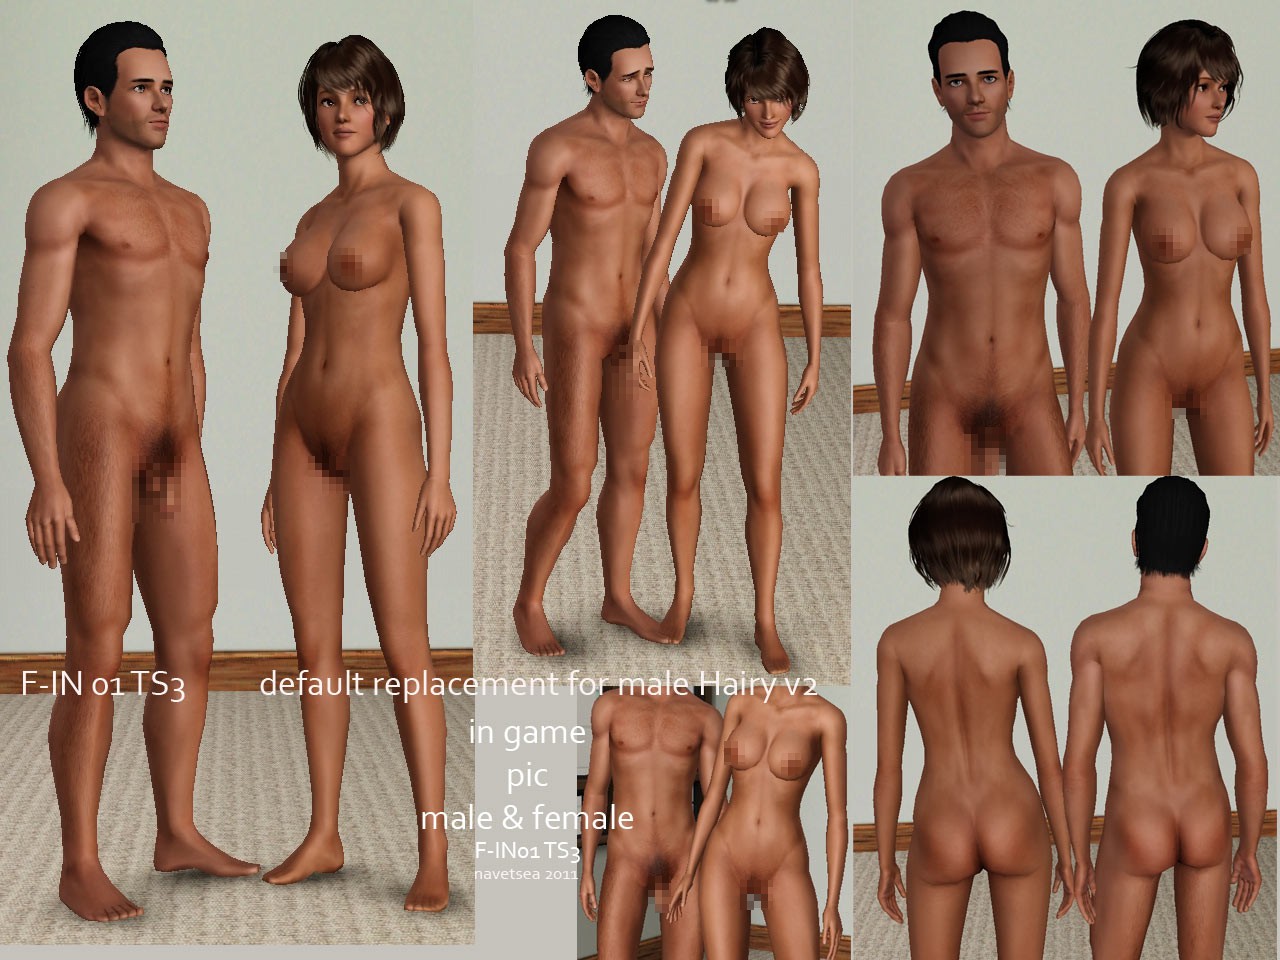 F-IN 01 TS3
default replacement for male Hairy v2
in game
pic
male & female
F-IN01 TS3
navetsea 2011